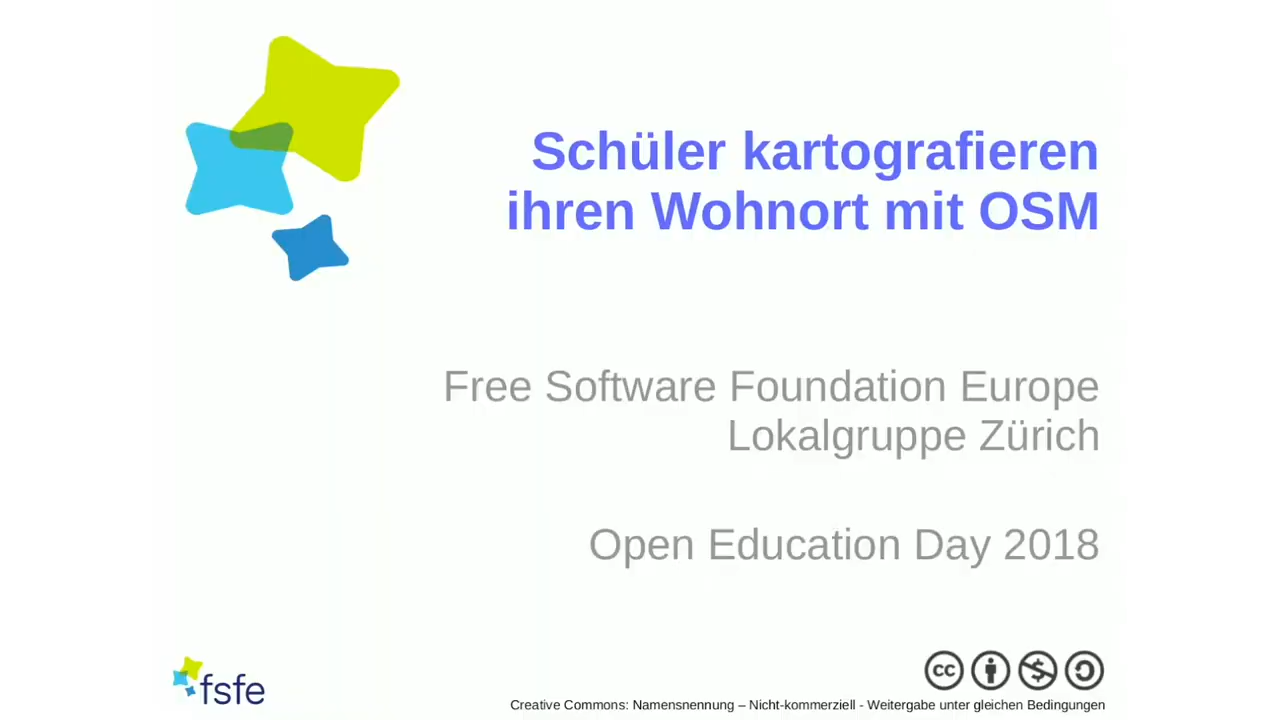 Schüler kartografieren
ihren Wohnort mit OSM
Free Software Foundation Europe
Lokalgruppe Zürich
Open Education Day 2018
fsfe
cc
Creative Commons: Namensnennung – Nicht-kommerziell - Weitergabe unter gleichen Bedingungen